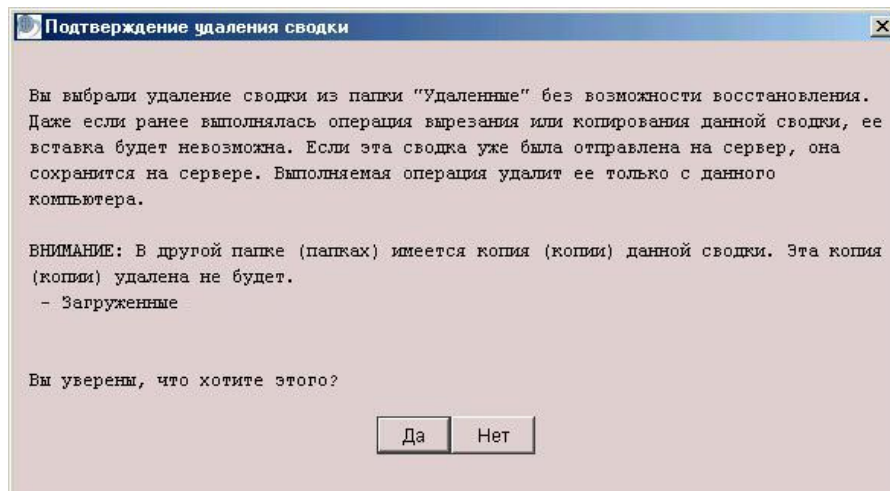 Подтверждение удаления сводки
Вы выбрали удаление сводки из папки "Удаленные" без возможности восстановления.
Даже если ранее выполнялась операция вырезания или копирования данной сводки, ее
вставка будет невозможна. Если эта сводка уже была отправлена на сервер, она
сохранится на сервере. Выполняемая операция удалит ее только с данного
компьютера.
ВНИМАНИЕ: В другой папке (папках) имеется копия (копии) данной сводки. Эта копия
(копии) удалена не будет.
- Загруженные
Вы уверены, что хотите этого?
Да Нет